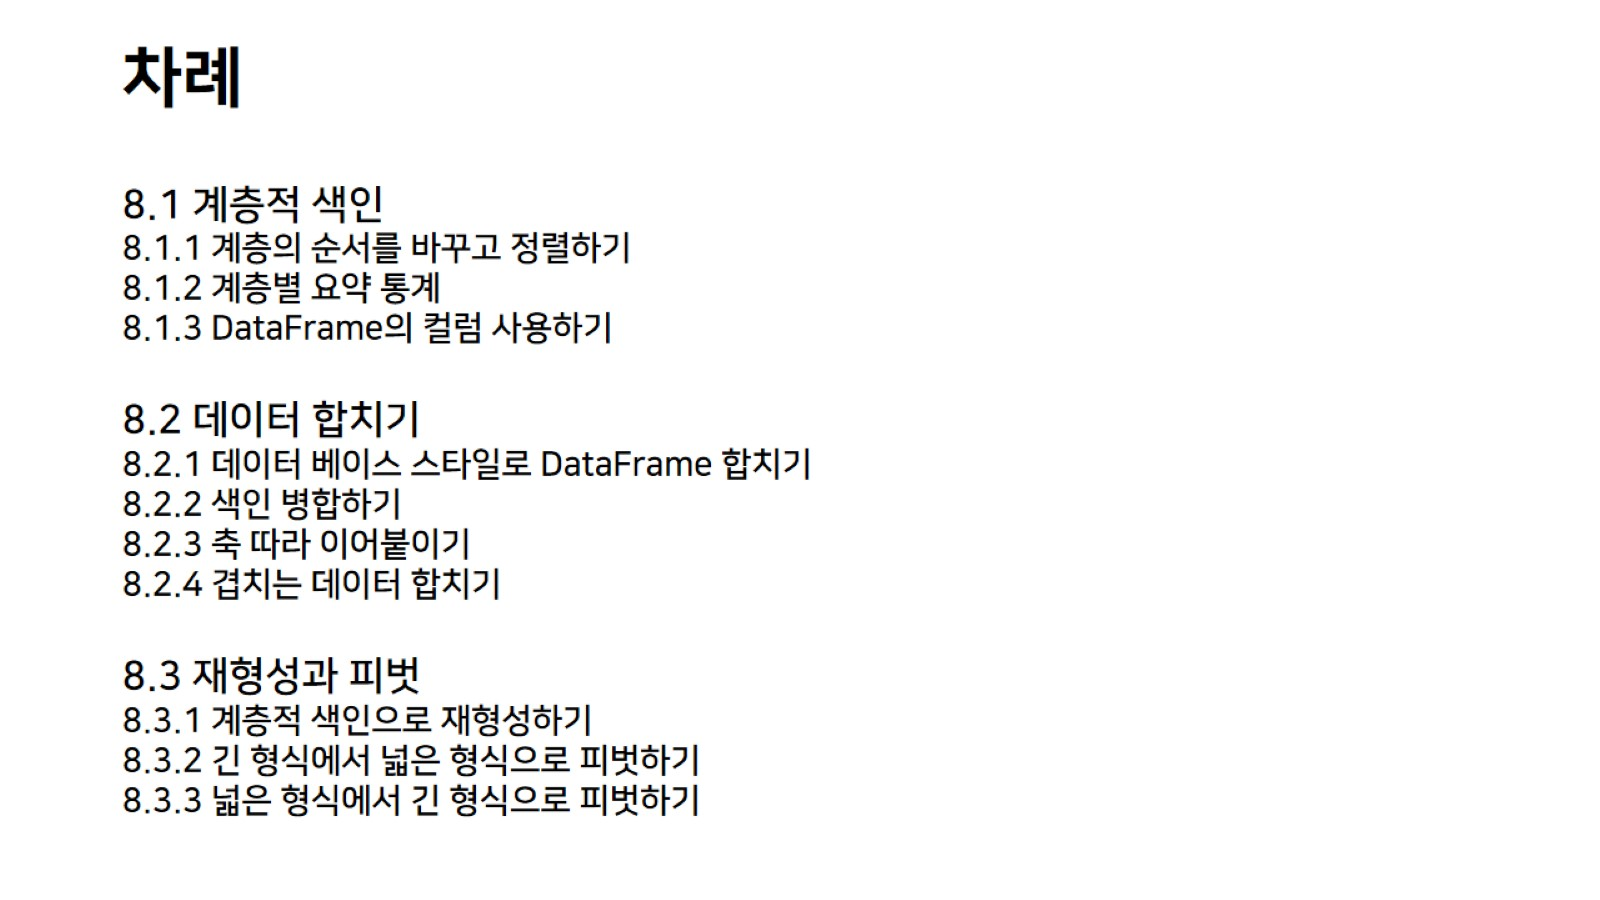 차례
8.1 계층적 색인
8.1.1 계층의 순서를 바꾸고 정렬하기
8.1.2 계층별 요약 통계
8.1.3 DataFrame의 컬럼 사용하기
8.2 데이터 합치기
8.2.1 데이터 베이스 스타일로 DataFrame 합치기
8.2.2 색인 병합하기
8.2.3 축 따라 이어붙이기
8.2.4 겹치는 데이터 합치기
8.3 재형성과 피벗
8.3.1 계층적 색인으로 재형성하기
8.3.2 긴 형식에서 넓은 형식으로 피벗하기
8.3.3 넓은 형식에서 긴 형식으로 피벗하기